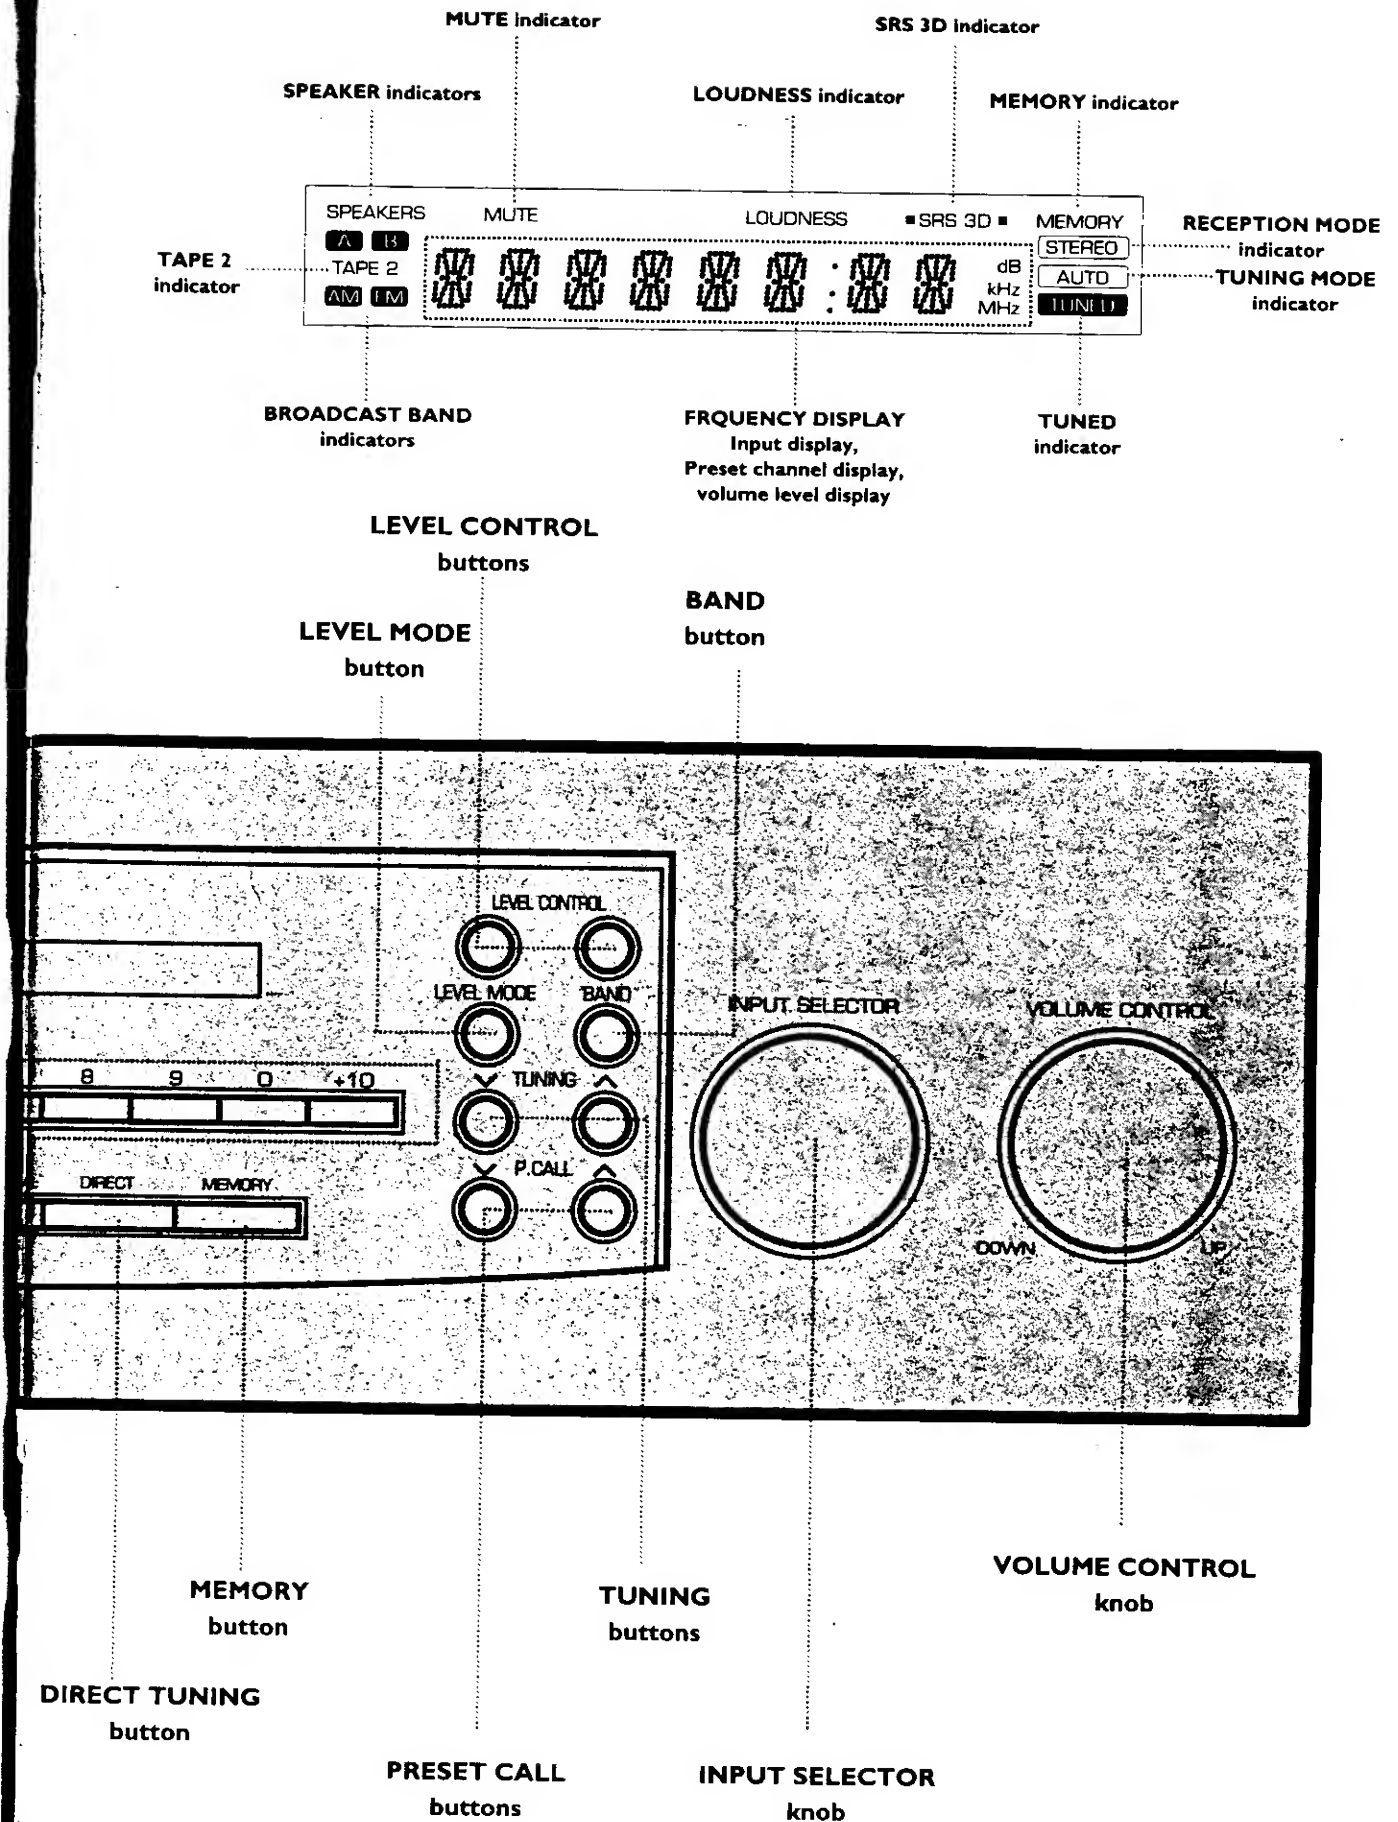 MUTE indicator
SRS 3D indicator
SPEAKER indicators
LOUDNESS indicator
MEMORY indicator
SPEAKERS MUTE LOUDNESS ▪SRS 3D▪ MEMORY
A B STEREO
TAPE 2 dB AUTO
AM FM kHz TUNED
MHz
TAPE 2
indicator
RECEPTION MODE
indicator
TUNING MODE
indicator
BROADCAST BAND
indicators
FRQUENCY DISPLAY
Input display,
Preset channel display,
volume level display
TUNED
indicator
LEVEL CONTROL
buttons
BAND
button
LEVEL MODE
button
LEVEL CONTROL
LEVEL MODE BAND
INPUT SELECTOR
VOLUME CONTROL
8 9 0 +10
TUNING
P.CALL
DIRECT MEMORY
DOWN UP
MEMORY
button
TUNING
buttons
VOLUME CONTROL
knob
DIRECT TUNING
button
PRESET CALL
buttons
INPUT SELECTOR
knob